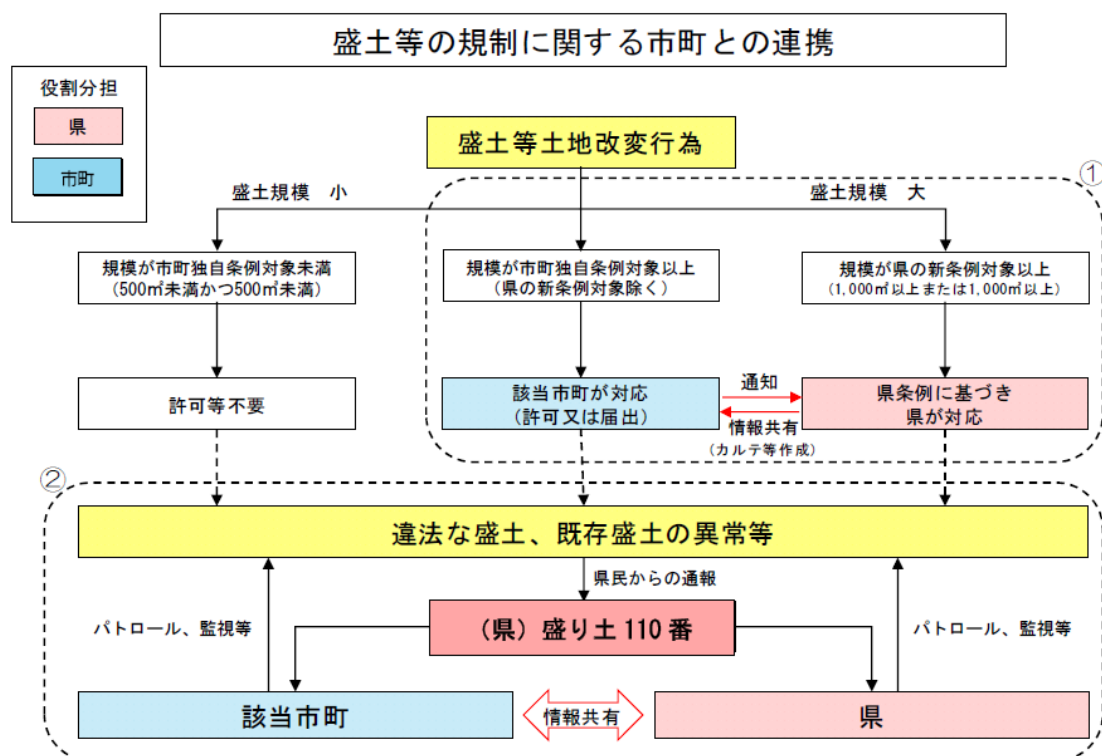 盛土等の規制に関する市町との連携
役割分担
県
市町
盛土等土地改変行為
①
盛土規模 小
盛土規模 大
規模が市町独自条例対象未満
(500㎡未満かつ500㎥未満)
規模が市町独自条例対象以上
(県の新条例対象除く)
規模が県の新条例対象以上
(1,000㎡以上または1,000㎥以上)
許可等不要
該当市町が対応
(許可又は届出)
通知
情報共有
(カルテ等作成)
県条例に基づき
県が対応
②
違法な盛土、既存盛土の異常等
県民からの通報
パトロール、監視等
(県)盛り土110番
パトロール、監視等
該当市町
情報共有
県